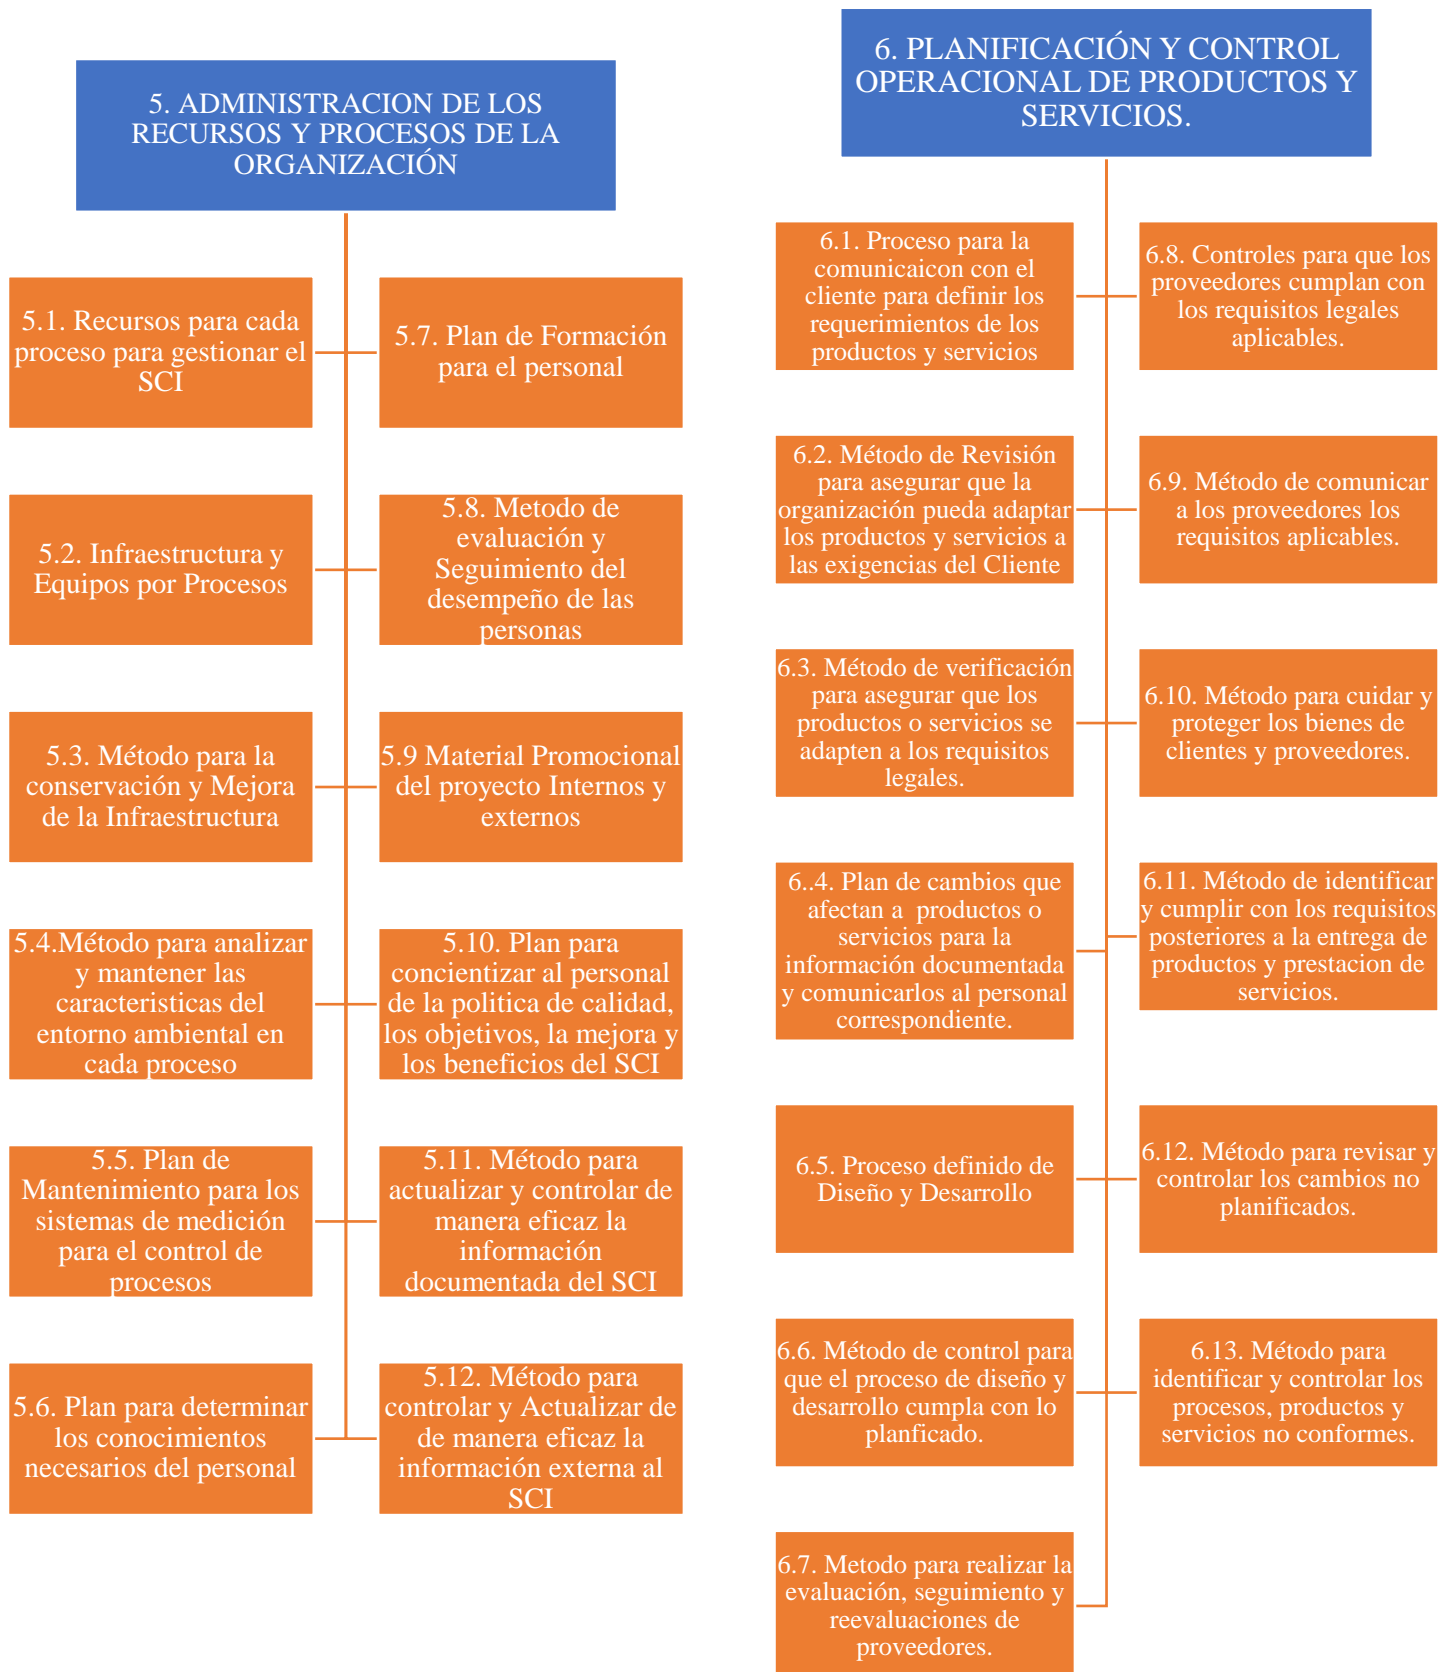 5. ADMINISTRACION DE LOS
RECURSOS Y PROCESOS DE LA
ORGANIZACIÓN
5.1. Recursos para cada
proceso para gestionar el
SCI
5.7. Plan de Formación
para el personal
5.2. Infraestructura y
Equipos por Procesos
5.8. Metodo de
evaluación y
Seguimiento del
desempeño de las
personas
5.3. Método para la
conservación y Mejora
de la Infraestructura
5.9 Material Promocional
del proyecto Internos y
externos
5.4.Método para analizar
y mantener las
caracteristicas del
entorno ambiental en
cada proceso
5.10. Plan para
concientizar al personal
de la politica de calidad,
los objetivos, la mejora y
los beneficios del SCI
5.5. Plan de
Mantenimiento para los
sistemas de medición
para el control de
procesos
5.11. Método para
actualizar y controlar de
manera eficaz la
información
documentada del SCI
5.6. Plan para determinar
los conocimientos
necesarios del personal
5.12. Método para
controlar y Actualizar de
de manera eficaz la
información externa al
SCI
6. PLANIFICACIÓN Y CONTROL
OPERACIONAL DE PRODUCTOS Y
SERVICIOS.
6.1. Proceso para la
comunicaicon con el
cliente para definir los
requerimientos de los
productos y servicios
6.8. Controles para que los
proveedores cumplan con
los requisitos legales
aplicables.
6.2. Método de Revisión
para asegurar que la
organización pueda adaptar
los productos y servicios a
las exigencias del Cliente
6.9. Método de comunicar
a los proveedores los
requisitos aplicables.
6.3. Método de verificación
para asegurar que los
productos o servicios se
adapten a los requisitos
legales.
6.10. Método para cuidar y
proteger los bienes de
clientes y proveedores.
6..4. Plan de cambios que
afectan a productos o
servicios para la
información documentada
y comunicarlos al personal
correspondiente.
6.11. Método de identificar
y cumplir con los requisitos
posteriores a la entrega de
productos y prestacion de
servicios.
6.5. Proceso definido de
Diseño y Desarrollo
6.12. Método para revisar y
controlar los cambios no
planificados.
6.6. Método de control para
que el proceso de diseño y
desarrollo cumpla con lo
planficado.
6.13. Método para
identificar y controlar los
procesos, productos y
servicios no conformes.
6.7. Metodo para realizar la
evaluación, seguimiento y
reevaluaciones de
proveedores.